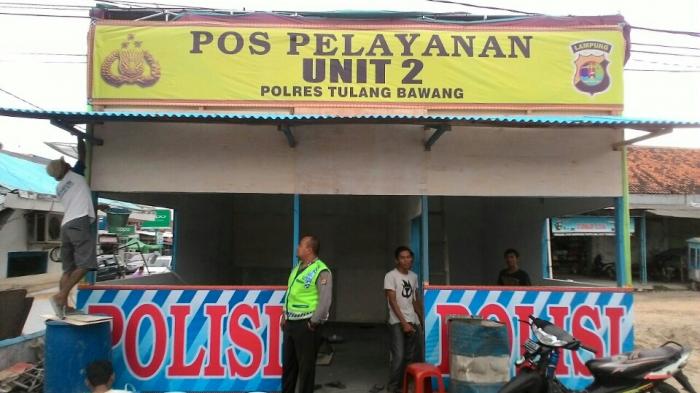 POS PELAYANAN
UNIT 2
POLRES TULANG BAWANG
LAMPUNG
POLISI
POLISI